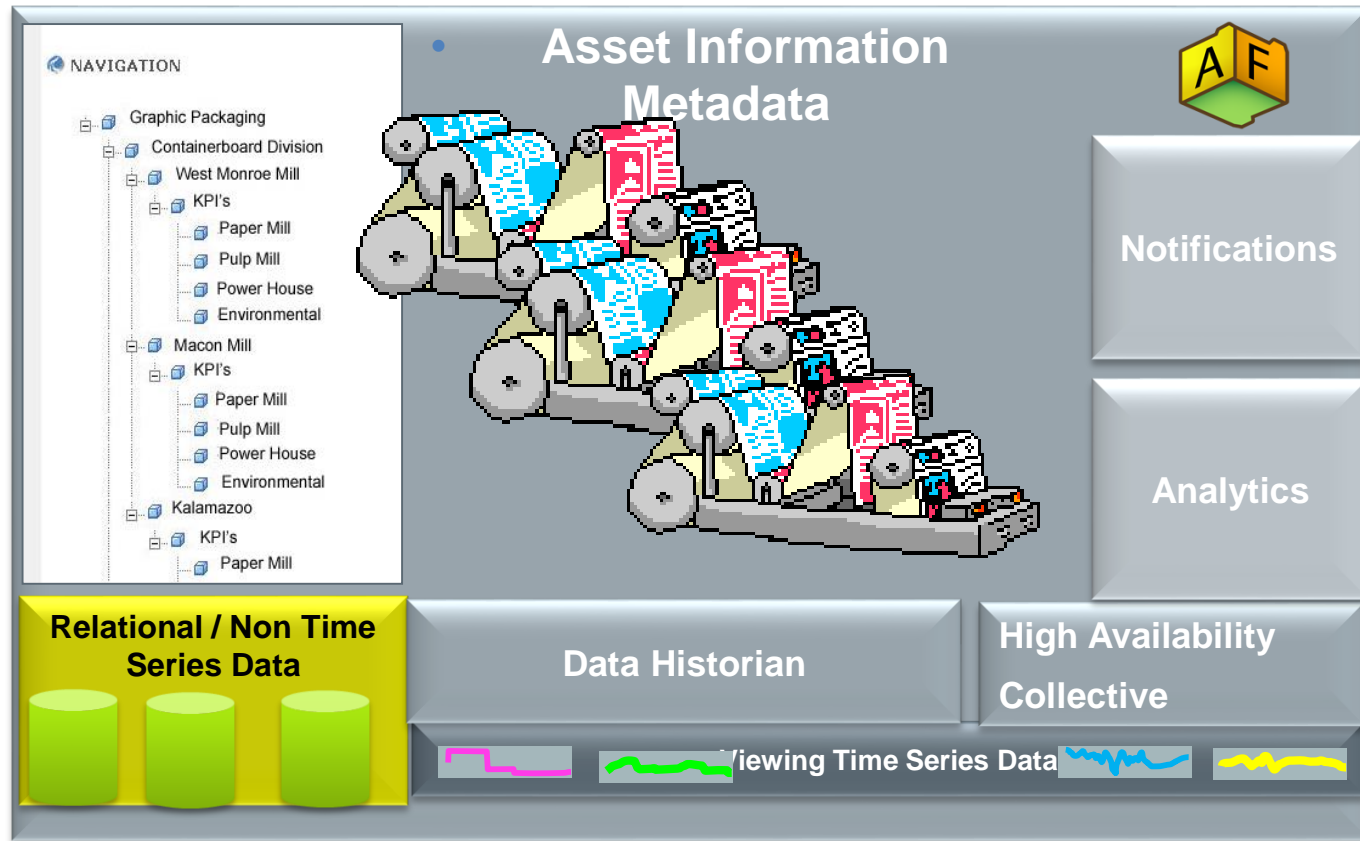 NAVIGATION
Graphic Packaging
Containerboard Division
West Monroe Mill
KPI's
Paper Mill
Pulp Mill
Power House
Environmental
Macon Mill
KPI's
Paper Mill
Pulp Mill
Power House
Environmental
Kalamazoo
KPI's
Paper Mill
• Asset Information
Metadata
AF
Notifications
Analytics
Relational / Non Time
Series Data
Data Historian
High Availability
Collective
Viewing Time Series Data